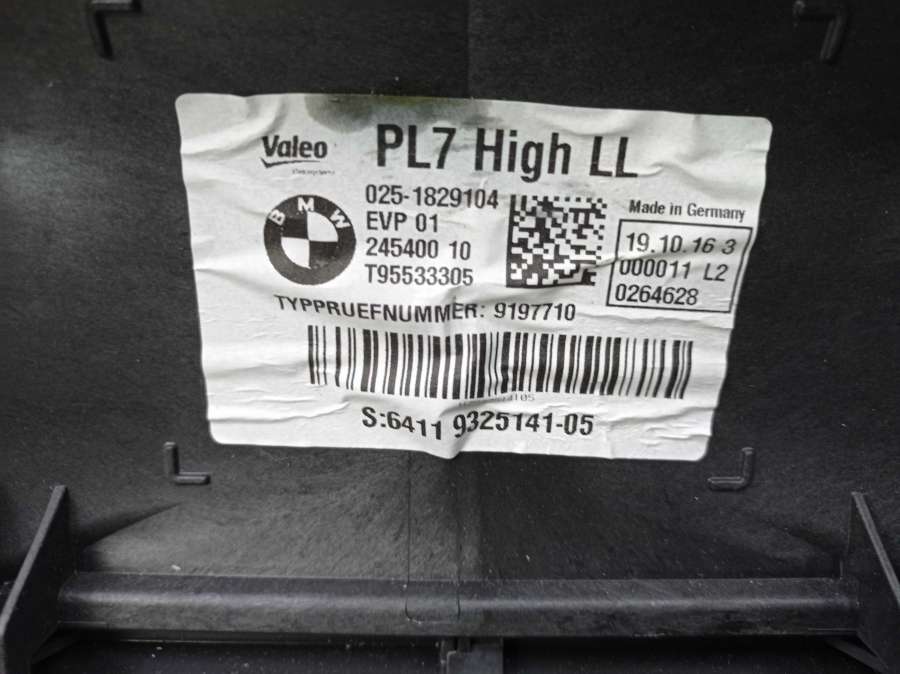 Valeo
PL7 High LL
BMW
025-1829104
EVP 01
245400 10
T95533305
Made in Germany
19.10.16 3
000011 L2
0264628
TYPPRUEFNUMMER: 9197710
S:6411 9325141-05